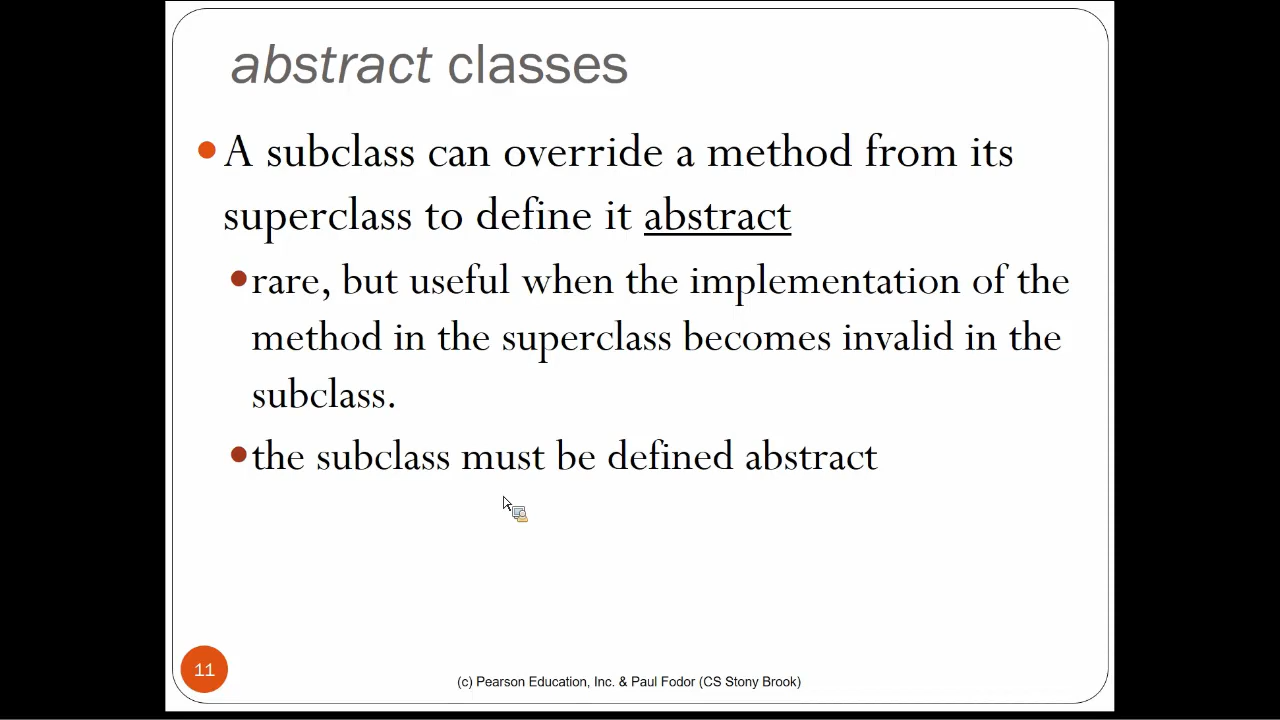 abstract classes
A subclass can override a method from its
superclass to define it abstract
rare, but useful when the implementation of the
method in the superclass becomes invalid in the
subclass.
the subclass must be defined abstract
11
(c) Pearson Education, Inc. & Paul Fodor (CS Stony Brook)